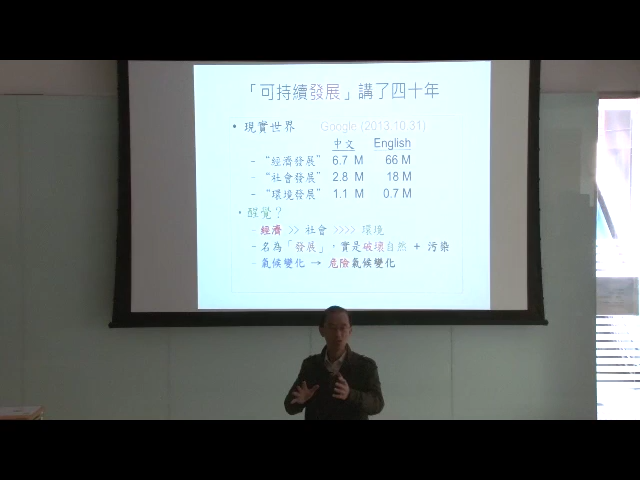 「可持續發展」講了四十年
• 現實世界 Google (2013.10.31)
中文 English
- “經濟發展” 6.7 M 66 M
- “社會發展” 2.8 M 18 M
- “環境發展” 1.1 M 0.7 M
• 醒覺？
- 經濟 >> 社會 >>>> 環境
- 名為「發展」，實是破壞自然 + 污染
- 氣候變化 → 危險氣候變化